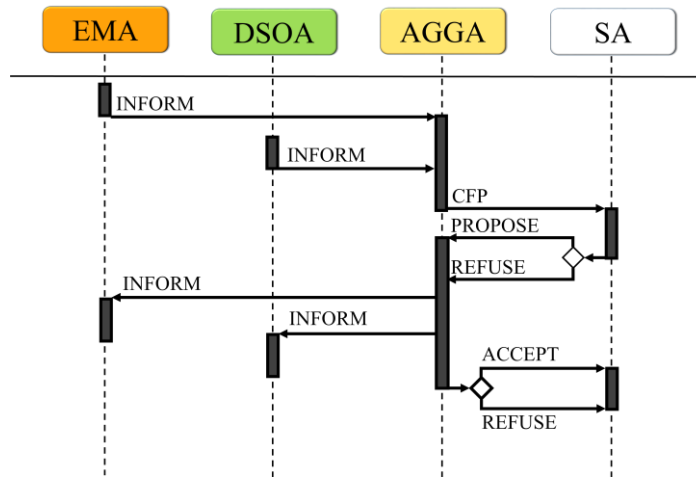 EMA
DSOA
AGGA
SA
INFORM
INFORM
CFP
PROPOSE
REFUSE
INFORM
INFORM
ACCEPT
REFUSE